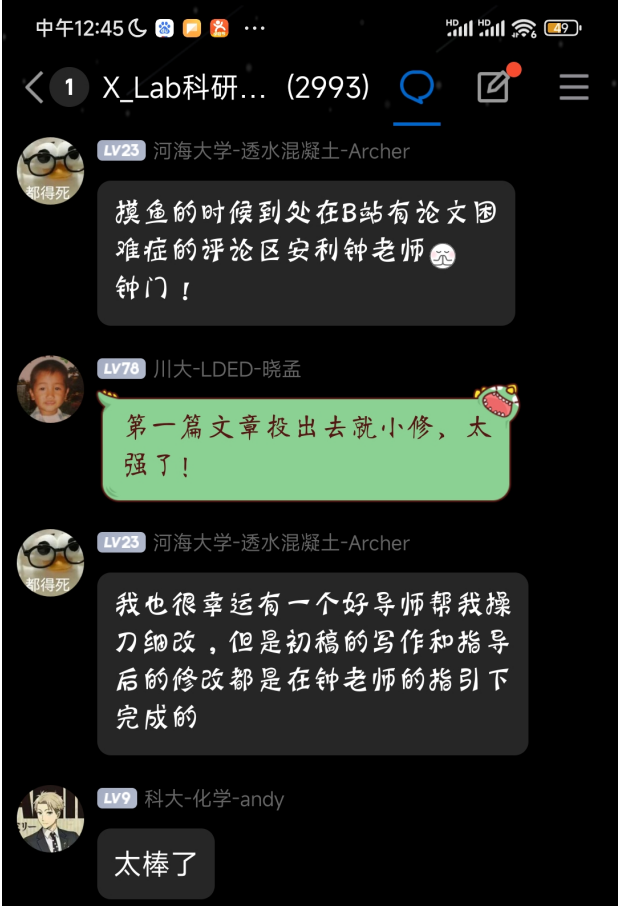 中午12:45
HD HD 6 49
1 X_Lab科研... (2993)
LV23 河海大学-透水混凝土-Archer
都得死
摸鱼的时候到处在B站有论文困
难症的评论区安利钟老师
钟门！
LV78 川大-LDED-晓孟
第一篇文章投出去就小修，太
强了！
LV23 河海大学-透水混凝土-Archer
都得死
我也很幸运有一个好导师帮我操
刀细改，但是初稿的写作和指导
后的修改都是在钟老师的指引下
完成的
LV9 科大-化学-andy
太棒了